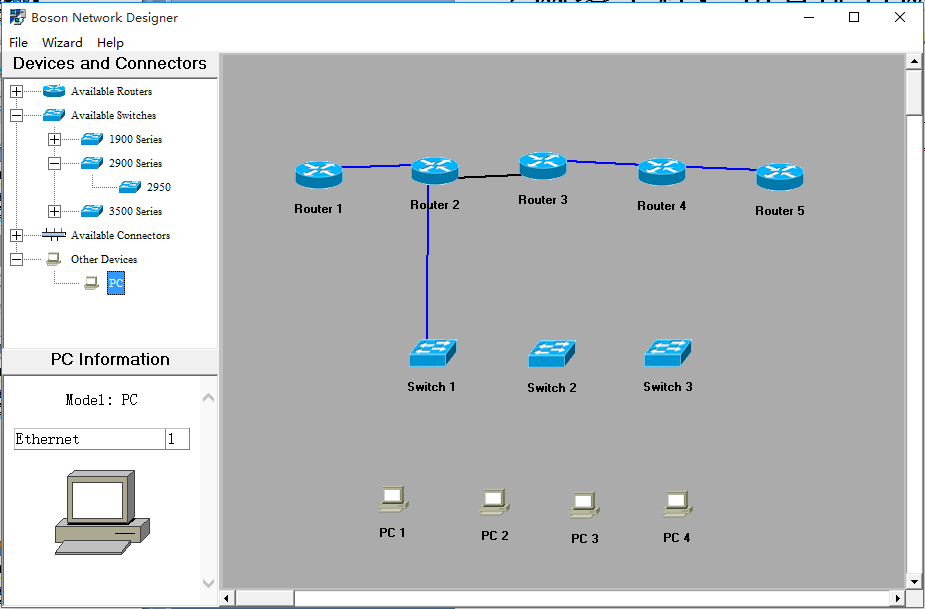 Boson Network Designer
File Wizard Help
Devices and Connectors
Available Routers
Available Switches
1900 Series
2900 Series
2950
3500 Series
Available Connectors
Other Devices
PC
PC Information
Model: PC
Ethernet 1
Router 1
Router 2
Router 3
Router 4
Router 5
Switch 1
Switch 2
Switch 3
PC 1
PC 2
PC 3
PC 4